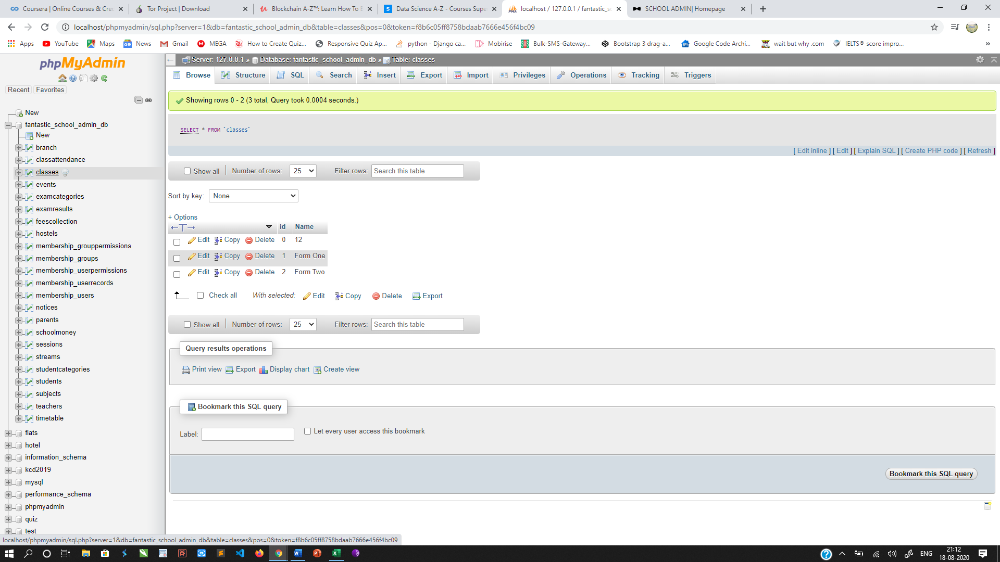 Coursera | Online Courses & Cre
Tor Project | Download
Blockchain A-Z™: Learn How To B
Data Science A-Z - Courses Supe
localhost / 127.0.0.1 / fantastic_sc
SCHOOL ADMIN| Homepage
localhost/phpmyadmin/sql.php?server=1&db=fantastic_school_admin_db&table=classes&pos=0&token=f8b6c05ff8758bdaab7666e456f4bc09
Apps
YouTube
Maps
News
Gmail
MEGA
How to Create Quiz...
Responsive Quiz Ap...
python - Django ca...
Mobirise
Bulk-SMS-Gateway...
Bootstrap 3 drag-a...
Google Code Archi...
wait but why .com
IELTS® score impro...
»
phpMyAdmin
Recent
Favorites
New
fantastic_school_admin_db
New
branch
classattendance
classes
events
examcategories
examresults
feescollection
hostels
membership_grouppermissions
membership_groups
membership_userpermissions
membership_userrecords
membership_users
notices
parents
schoolmoney
sessions
streams
studentcategories
students
subjects
teachers
timetable
flats
hotel
information_schema
kcd2019
mysql
performance_schema
phpmyadmin
quiz
test
Server: 127.0.0.1 » Database: fantastic_school_admin_db » Table: classes
Browse
Structure
SQL
Search
Insert
Export
Import
Privileges
Operations
Tracking
Triggers
Showing rows 0 - 2 (3 total, Query took 0.0004 seconds.)
SELECT * FROM `classes`
[ Edit inline ] [ Edit ] [ Explain SQL ] [ Create PHP code ] [ Refresh ]
Show all | Number of rows: 25 Filter rows: Search this table
Sort by key: None
+ Options
id Name
Edit Copy Delete 0 12
Edit Copy Delete 1 Form One
Edit Copy Delete 2 Form Two
Check all With selected: Edit Copy Delete Export
Show all | Number of rows: 25 Filter rows: Search this table
Query results operations
Print view Export Display chart Create view
Bookmark this SQL query
Label:
Let every user access this bookmark
Bookmark this SQL query
localhost/phpmyadmin/sql.php?server=1&db=fantastic_school_admin_db&table=classes&pos=0&token=f8b6c05ff8758bdaab7666e456f4bc09
ENG
21:12
18-08-2020